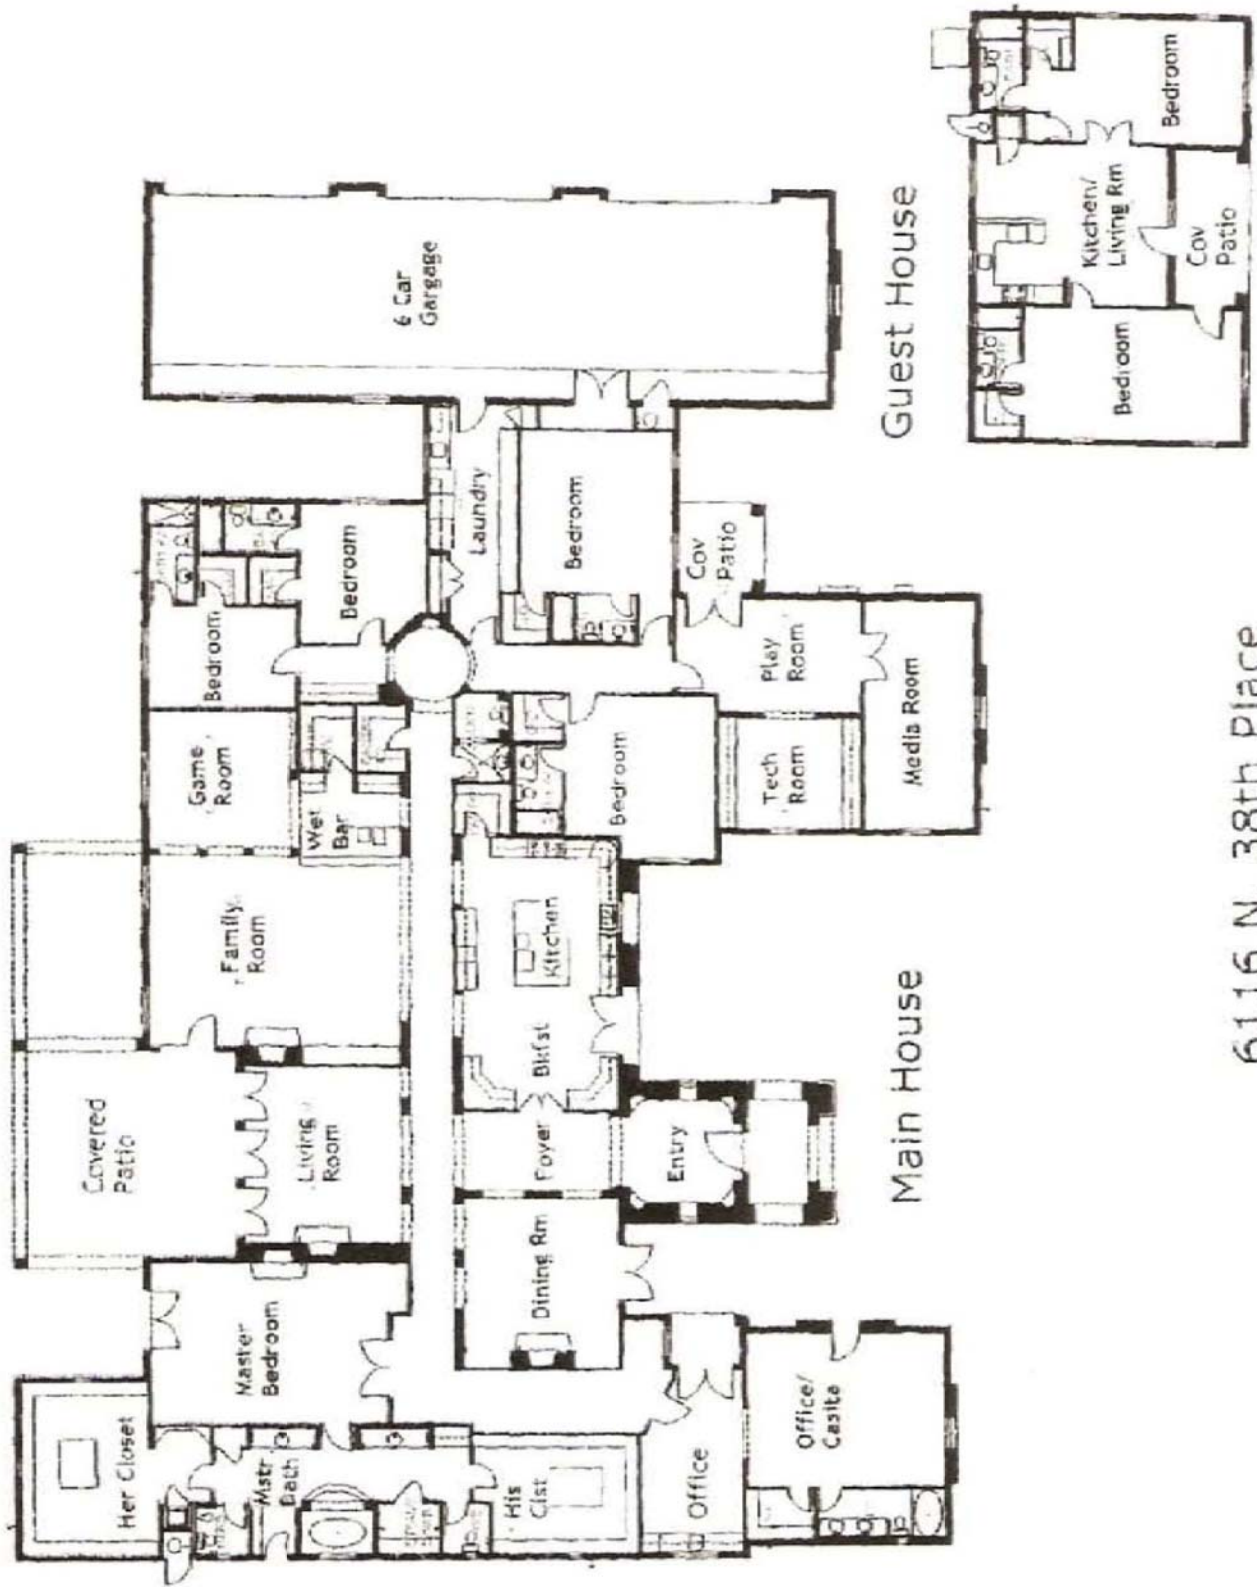 Covered
Patio
Her Closet
Game
Room
Bedroom
Family
Room
Master
Bedroom
Mstr
Bath
Living
Room
Wet
Bar
Bedroom
6 Car
Gargage
Laundry
His
Clst
Dining Rm
Foyer
Bkfst
Kitchen
Bedroom
Bedroom
Entry
Office
Cov
Patio
Tech
Room
Play
Room
Office/
Casita
Media Room
Main House
Guest House
Bedroom
Kitchen/
Living Rm
Bedroom
Cov
Patio
6116 N 38th Place